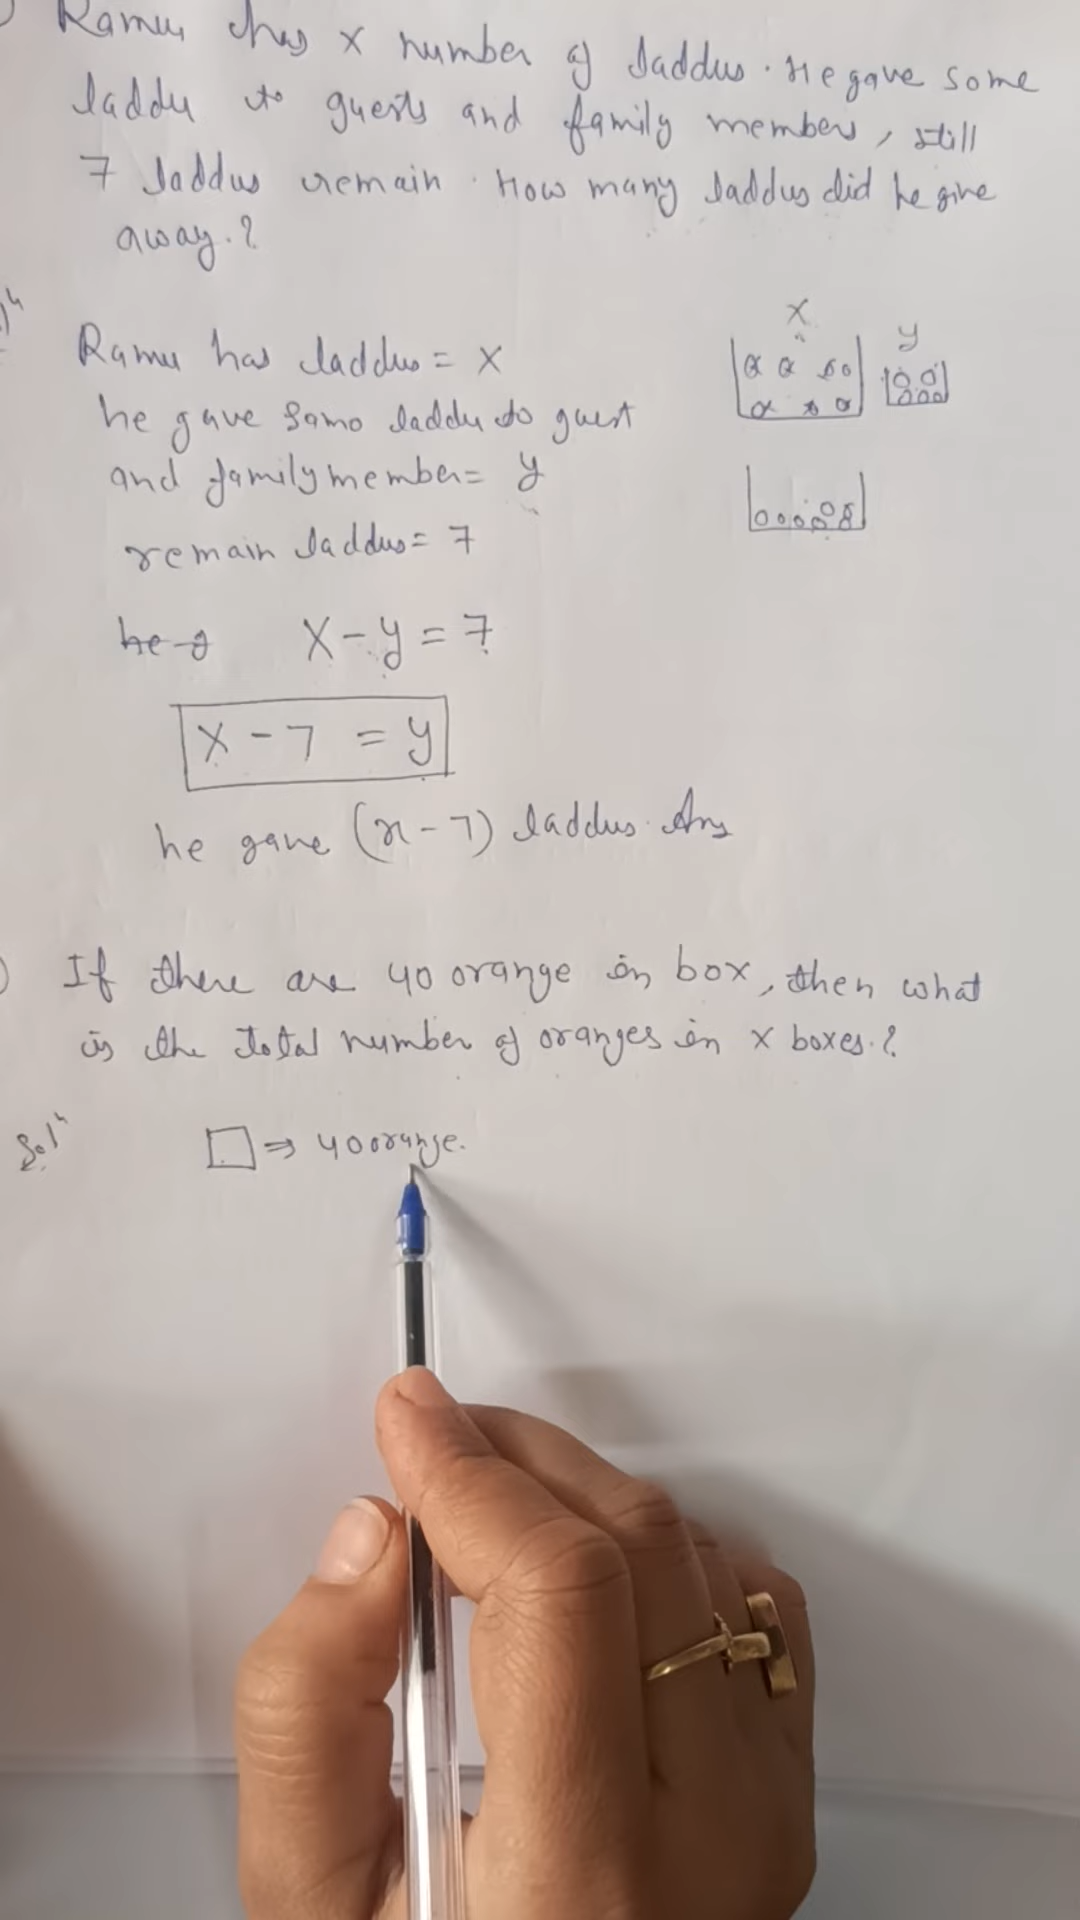 Ramu has x number of laddus. He gave some
laddu to guests and family members, still
7 laddus remain. How many laddus did he give
away.?
Ramu has laddus = x
he gave some laddu to guest
and family member = y
remain laddus = 7
x
y
x - y = 7
x - 7 = y
he gave (x - 7) laddus. Ans
If there are 40 orange in box, then what
is the total number of oranges in x boxes.?
Solⁿ
⇒ 40 orange.